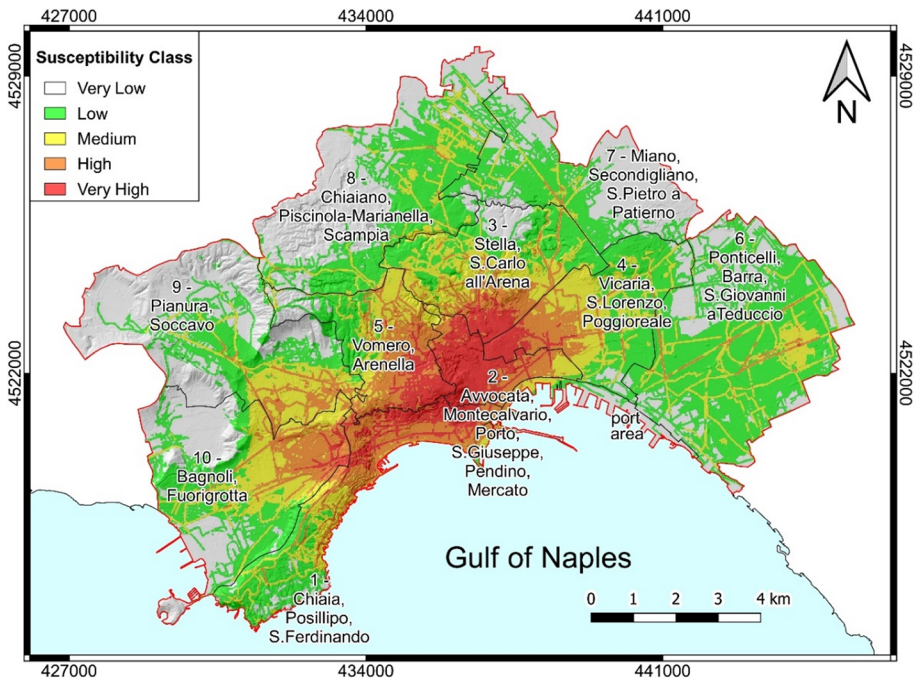 427000
434000
441000
4529000
4529000
Susceptibility Class
Very Low
Low
Medium
High
Very High
N
7 - Miano,
Secondigliano,
S.Pietro a
Patierno
8 -
Chiaiano,
Piscinola-Marianella,
Scampia
3 -
Stella,
S.Carlo
all'Arena
6 -
Ponticelli,
Barra,
S.Giovanni
aTeduccio
4 -
Vicaria,
S.Lorenzo,
Poggioreale
9 -
Pianura,
Soccavo
5 -
Vomero,
Arenella
4522000
4522000
2 -
Avvocata,
Montecalvario,
Porto,
S.Giuseppe,
Pendino,
Mercato
port
area
10 -
Bagnoli,
Fuorigrotta
Gulf of Naples
1 -
Chiaia,
Posillipo,
S.Ferdinando
0 1 2 3 4 km
427000
434000
441000